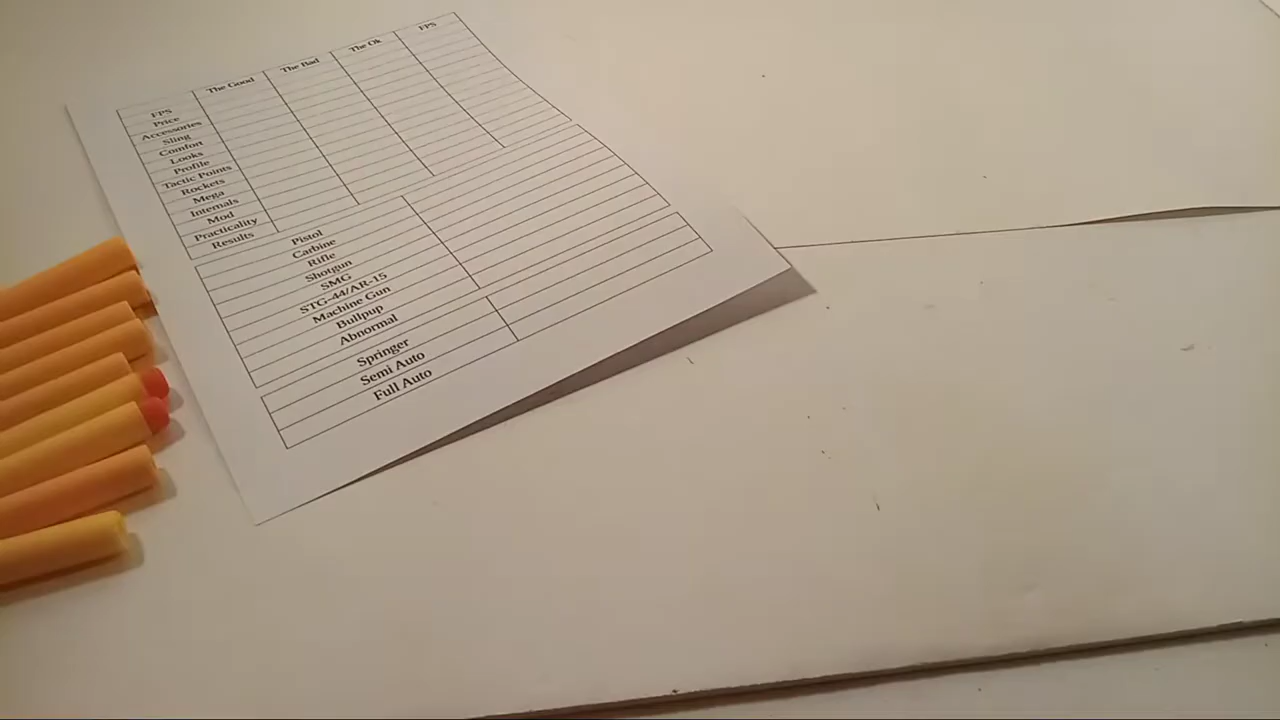 The Good The Bad The Ok FPS
FPS
Price
Accessories
Sling
Comfort
Looks
Profile
Tactic Points
Rockets
Mega
Internals
Mod
Practicality
Results
Pistol
Carbine
Rifle
Shotgun
SMG
STG-44/AR-15
Machine Gun
Bullpup
Abnormal
Springer
Semi Auto
Full Auto